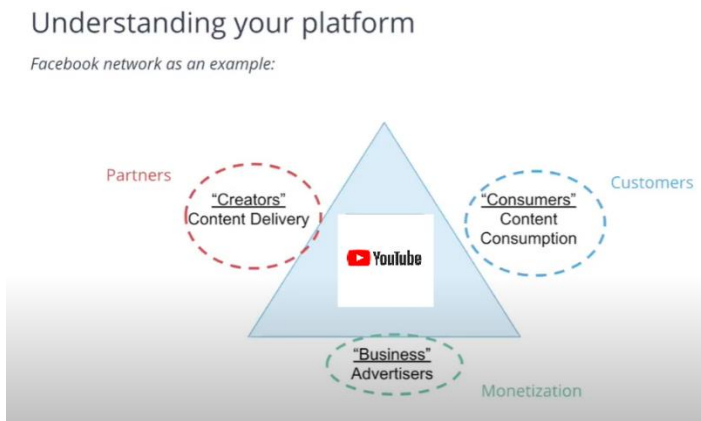 Understanding your platform
Facebook network as an example:
Partners
"Creators"
Content Delivery
"Consumers"
Content
Consumption
Customers
YouTube
"Business"
Advertisers
Monetization